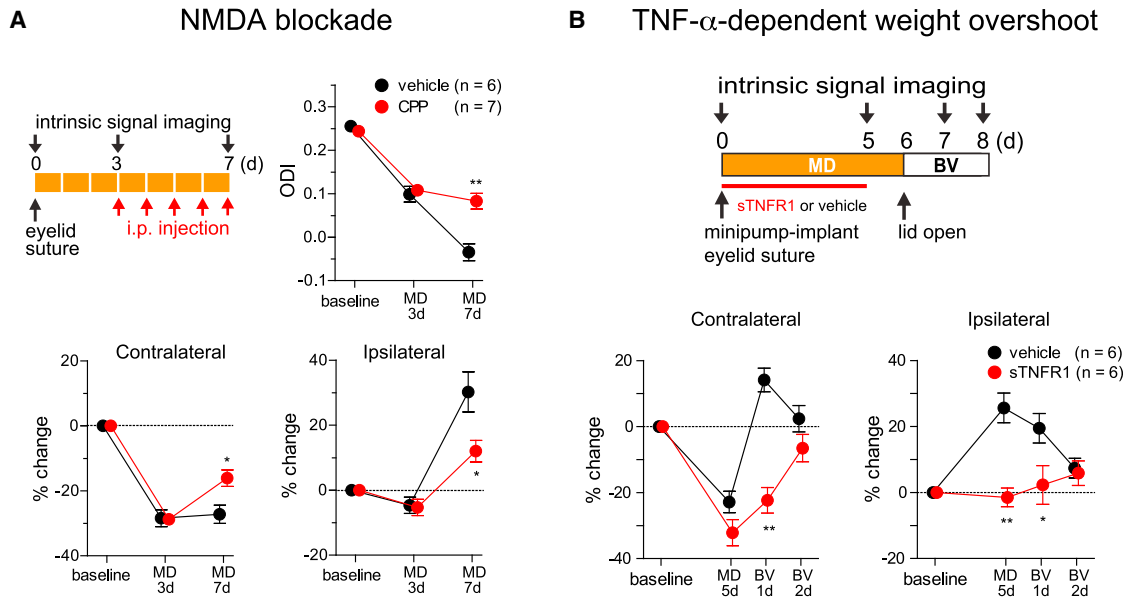 A
NMDA blockade
intrinsic signal imaging
0
3
7
(d)
eyelid
suture
i.p. injection
vehicle (n = 6)
CPP (n = 7)
ODI
0.3
0.2
0.1
0.0
-0.1
**
baseline
MD
3d
MD
7d
Contralateral
% change
20
0
-20
-40
*
baseline
MD
3d
MD
7d
Ipsilateral
% change
40
20
0
-20
*
baseline
MD
3d
MD
7d
B
TNF-α-dependent weight overshoot
intrinsic signal imaging
0
5
6
7
8
(d)
MD
BV
sTNFR1 or vehicle
minipump-implant
eyelid suture
lid open
Contralateral
% change
20
0
-20
-40
**
baseline
MD
5d
BV
1d
BV
2d
Ipsilateral
vehicle (n = 6)
sTNFR1 (n = 6)
% change
40
20
0
-20
**
*
baseline
MD
5d
BV
1d
BV
2d